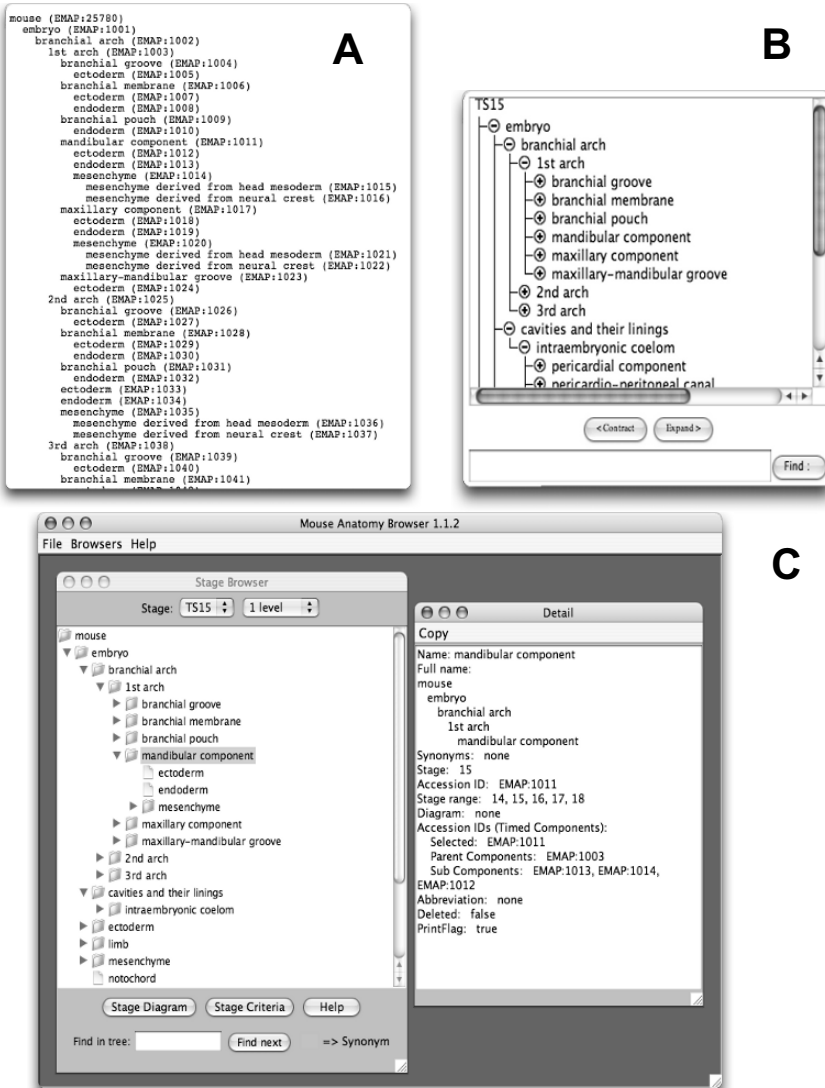 A
mouse (EMAP:25780)
embryo (EMAP:1001)
branchial arch (EMAP:1002)
1st arch (EMAP:1003)
branchial groove (EMAP:1004)
ectoderm (EMAP:1005)
branchial membrane (EMAP:1006)
ectoderm (EMAP:1007)
endoderm (EMAP:1008)
branchial pouch (EMAP:1009)
endoderm (EMAP:1010)
mandibular component (EMAP:1011)
ectoderm (EMAP:1012)
endoderm (EMAP:1013)
mesenchyme (EMAP:1014)
mesenchyme derived from head mesoderm (EMAP:1015)
mesenchyme derived from neural crest (EMAP:1016)
maxillary component (EMAP:1017)
ectoderm (EMAP:1018)
endoderm (EMAP:1019)
mesenchyme (EMAP:1020)
mesenchyme derived from head mesoderm (EMAP:1021)
mesenchyme derived from neural crest (EMAP:1022)
maxillary-mandibular groove (EMAP:1023)
ectoderm (EMAP:1024)
2nd arch (EMAP:1025)
branchial groove (EMAP:1026)
ectoderm (EMAP:1027)
branchial membrane (EMAP:1028)
ectoderm (EMAP:1029)
endoderm (EMAP:1030)
branchial pouch (EMAP:1031)
endoderm (EMAP:1032)
ectoderm (EMAP:1033)
endoderm (EMAP:1034)
mesenchyme (EMAP:1035)
mesenchyme derived from head mesoderm (EMAP:1036)
mesenchyme derived from neural crest (EMAP:1037)
3rd arch (EMAP:1038)
branchial groove (EMAP:1039)
ectoderm (EMAP:1040)
branchial membrane (EMAP:1041)
B
TS15
embryo
branchial arch
1st arch
branchial groove
branchial membrane
branchial pouch
mandibular component
maxillary component
maxillary-mandibular groove
2nd arch
3rd arch
cavities and their linings
intraembryonic coelom
pericardial component
pericardio-peritoneal canal
<Contract Expand>
Find :
C
Mouse Anatomy Browser 1.1.2
File Browsers Help
Stage Browser
Stage: TS15 1 level
mouse
embryo
branchial arch
1st arch
branchial groove
branchial membrane
branchial pouch
mandibular component
ectoderm
endoderm
mesenchyme
maxillary component
maxillary-mandibular groove
2nd arch
3rd arch
cavities and their linings
intraembryonic coelom
ectoderm
limb
mesenchyme
notochord
Stage Diagram Stage Criteria Help
Find in tree: Find next => Synonym
Detail
Copy
Name: mandibular component
Full name:
mouse
embryo
branchial arch
1st arch
mandibular component
Synonyms: none
Stage: 15
Accession ID: EMAP:1011
Stage range: 14, 15, 16, 17, 18
Diagram: none
Accession IDs (Timed Components):
Selected: EMAP:1011
Parent Components: EMAP:1003
Sub Components: EMAP:1013, EMAP:1014,
EMAP:1012
Abbreviation: none
Deleted: false
PrintFlag: true